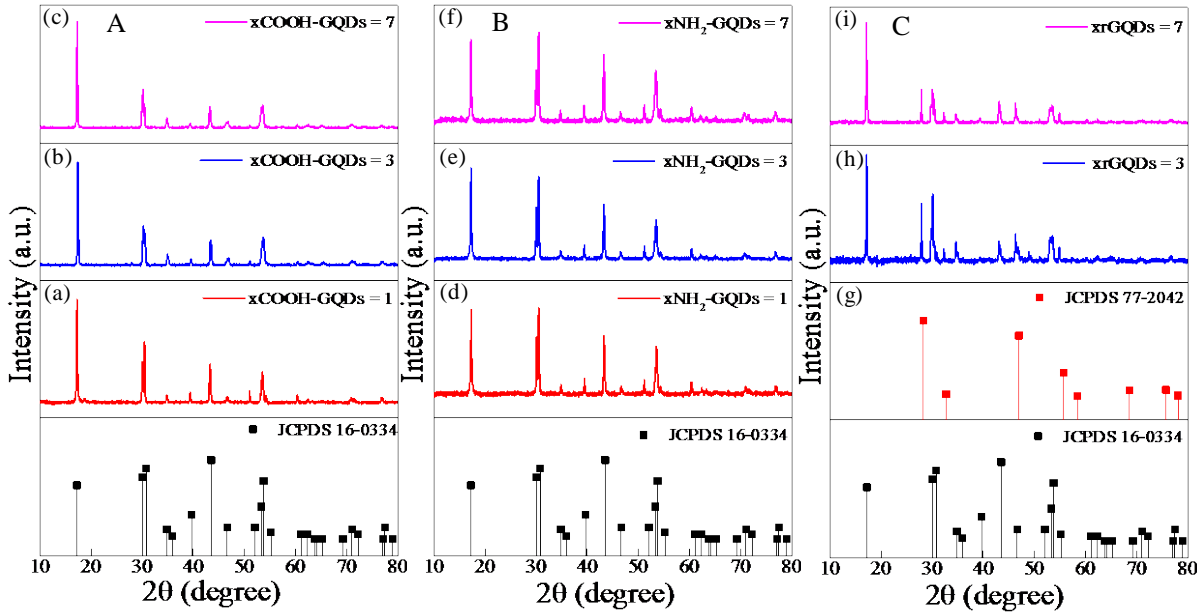 (c) A xCOOH-GQDs = 7
(b) xCOOH-GQDs = 3
(a) xCOOH-GQDs = 1
JCPDS 16-0334
Intensity (a.u.)
10 20 30 40 50 60 70 80
2θ (degree)
(f) B xNH₂-GQDs = 7
(e) xNH₂-GQDs = 3
(d) xNH₂-GQDs = 1
JCPDS 16-0334
Intensity (a.u.)
10 20 30 40 50 60 70 80
2θ (degree)
(i) C xrGQDs = 7
(h) xrGQDs = 3
(g) JCPDS 77-2042
JCPDS 16-0334
Intensity (a.u.)
10 20 30 40 50 60 70 80
2θ (degree)